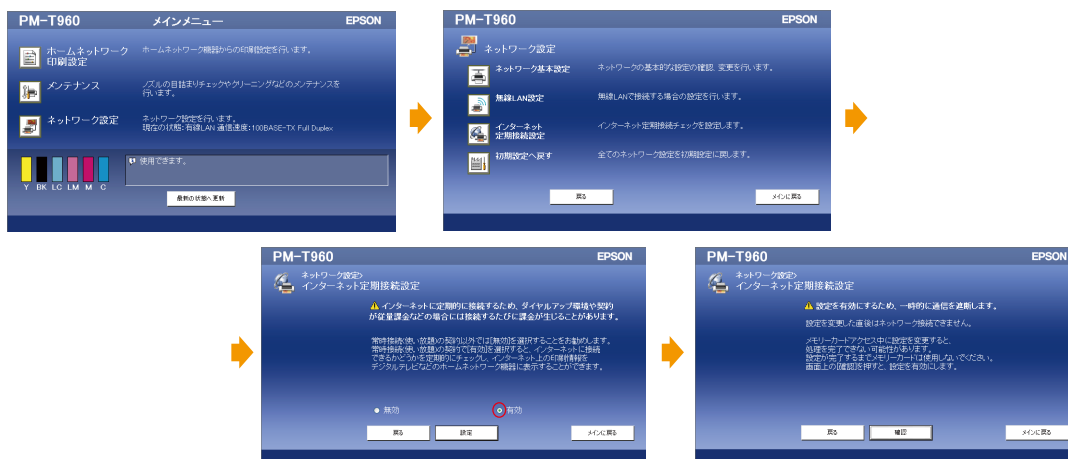 PM-T960 メインメニュー EPSON
ホームネットワーク
印刷設定
ホームネットワーク機器からの印刷設定を行います。
メンテナンス
ノズルの目詰まりチェックやクリーニングなどのメンテナンスを
行います。
ネットワーク設定
ネットワーク設定を行います。
現在の状態:有線LAN 通信速度:100BASE-TX Full Duplex
Y BK LC LM M C
使用できます。
最新の状態へ更新
PM-T960 EPSON
ネットワーク設定
ネットワーク基本設定 ネットワークの基本的な設定の確認、変更を行います。
無線LAN設定 無線LANで接続する場合の設定を行います。
インターネット
定期接続設定
インターネット定期接続チェックを設定します。
初期設定へ戻す 全てのネットワーク設定を初期設定に戻します。
戻る メインに戻る
PM-T960 EPSON
ネットワーク設定>
インターネット定期接続設定
インターネットに定期的に接続するため、ダイヤルアップ環境や契約
が従量課金などの場合には接続するたびに課金が生じることがあります。
常時接続(使い放題)の契約以外では[無効]を選択することをお勧めします。
常時接続(使い放題)の契約で[有効]を選択すると、インターネットに接続
できるかどうかを定期的にチェックし、インターネット上の印刷情報を
デジタルテレビなどのホームネットワーク機器に表示することができます。
無効 有効
戻る 設定 メインに戻る
PM-T960 EPSON
ネットワーク設定>
インターネット定期接続設定
設定を有効にするため、一時的に通信を遮断します。
設定を変更した直後はネットワーク接続できません。
メモリーカードアクセス中に設定を変更すると、
処理を完了できない可能性があります。
設定が完了するまでメモリーカードは使用しないでください。
画面上の[確認]を押すと、設定を有効にします。
戻る 確認 メインに戻る